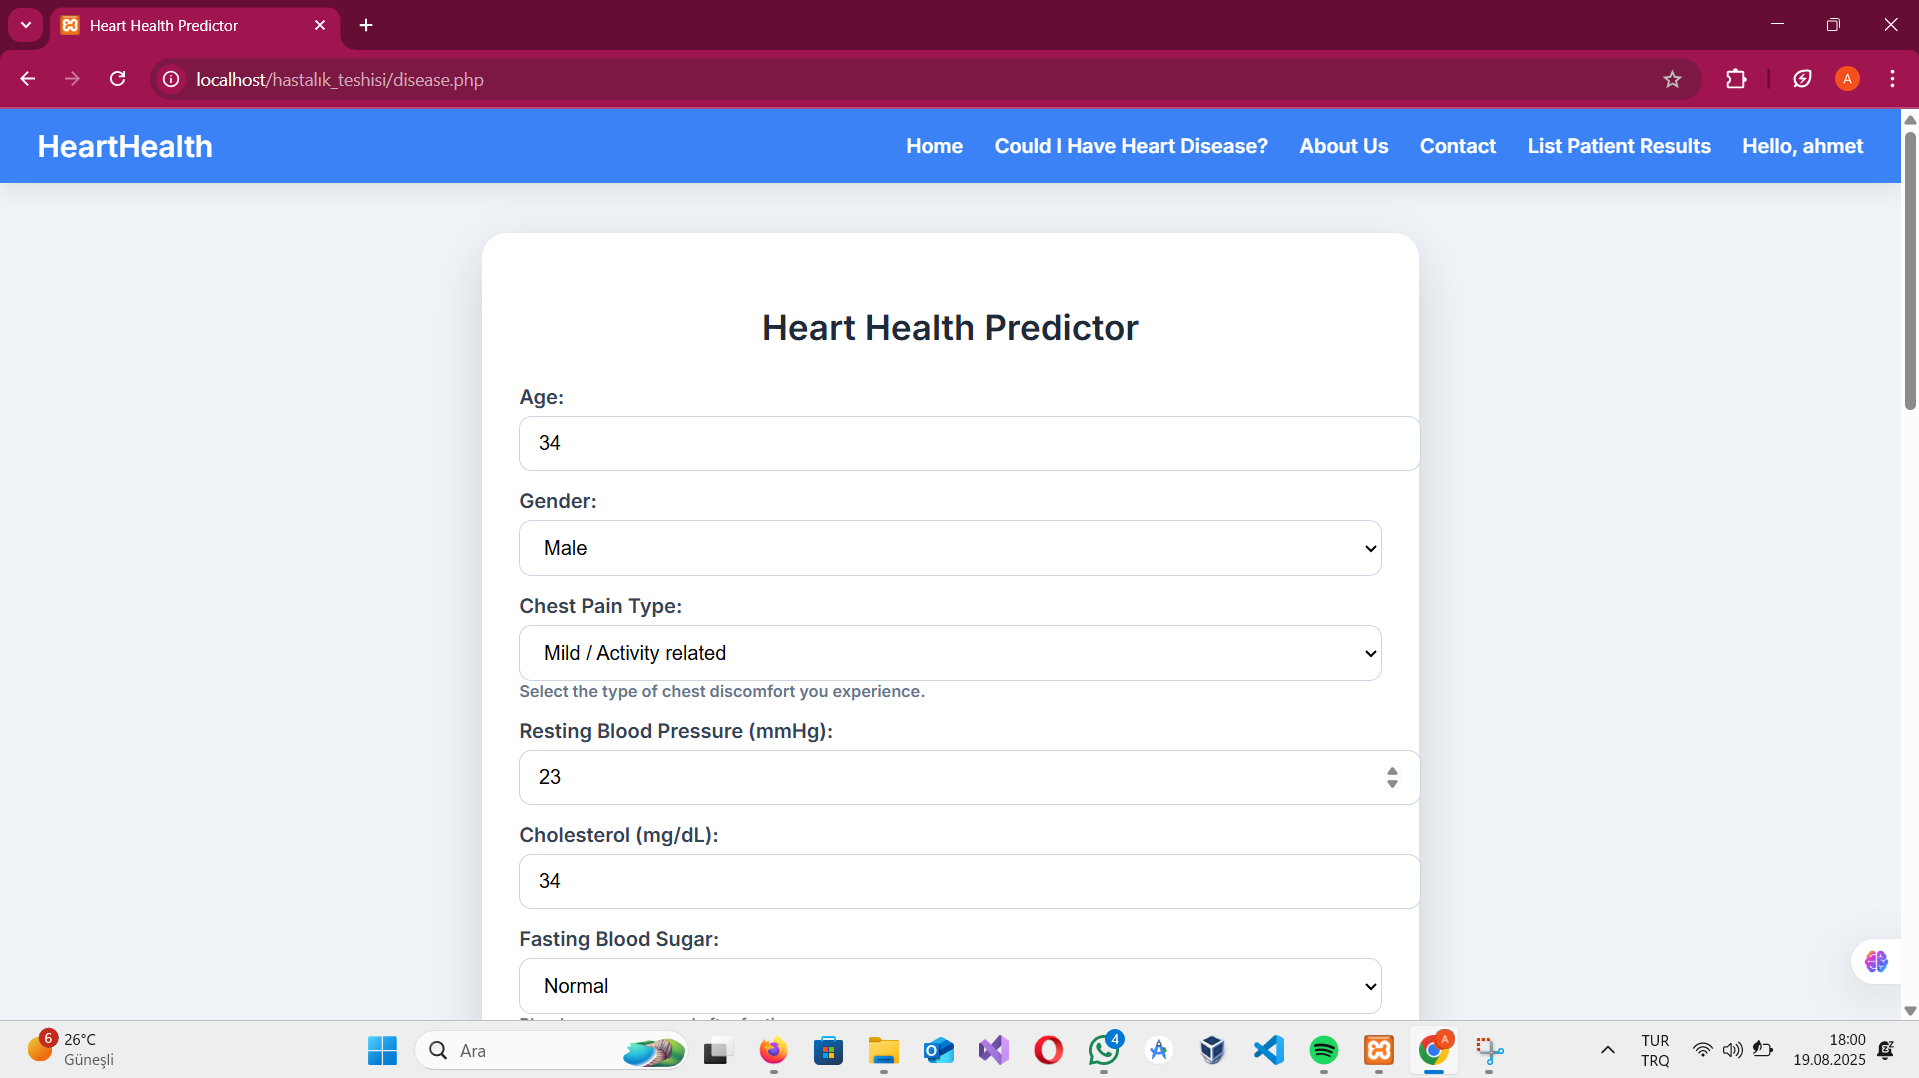 Heart Health Predictor
localhost/hastalık_teshisi/disease.php
A
HeartHealth
Home
Could I Have Heart Disease?
About Us
Contact
List Patient Results
Hello, ahmet
Heart Health Predictor
Age:
34
Gender:
Male
Chest Pain Type:
Mild / Activity related
Select the type of chest discomfort you experience.
Resting Blood Pressure (mmHg):
23
Cholesterol (mg/dL):
34
Fasting Blood Sugar:
Normal
6
26°C
Güneşli
Ara
4
A
TUR
TRQ
18:00
19.08.2025